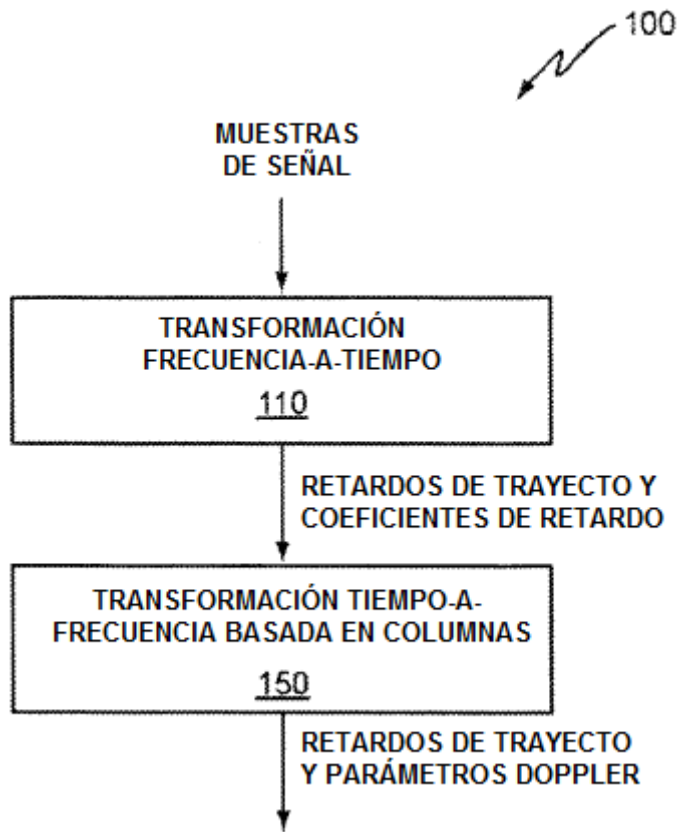 100
MUESTRAS
DE SEÑAL
TRANSFORMACIÓN
FRECUENCIA-A-TIEMPO
110
RETARDOS DE TRAYECTO Y
COEFICIENTES DE RETARDO
TRANSFORMACIÓN TIEMPO-A-
FRECUENCIA BASADA EN COLUMNAS
150
RETARDOS DE TRAYECTO
Y PARÁMETROS DOPPLER